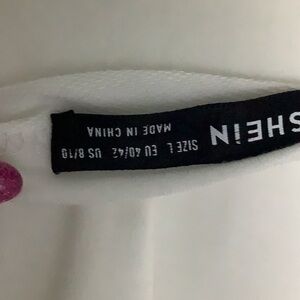 SHEIN
SIZE L EU 40/42 US 8/10
MADE IN CHINA